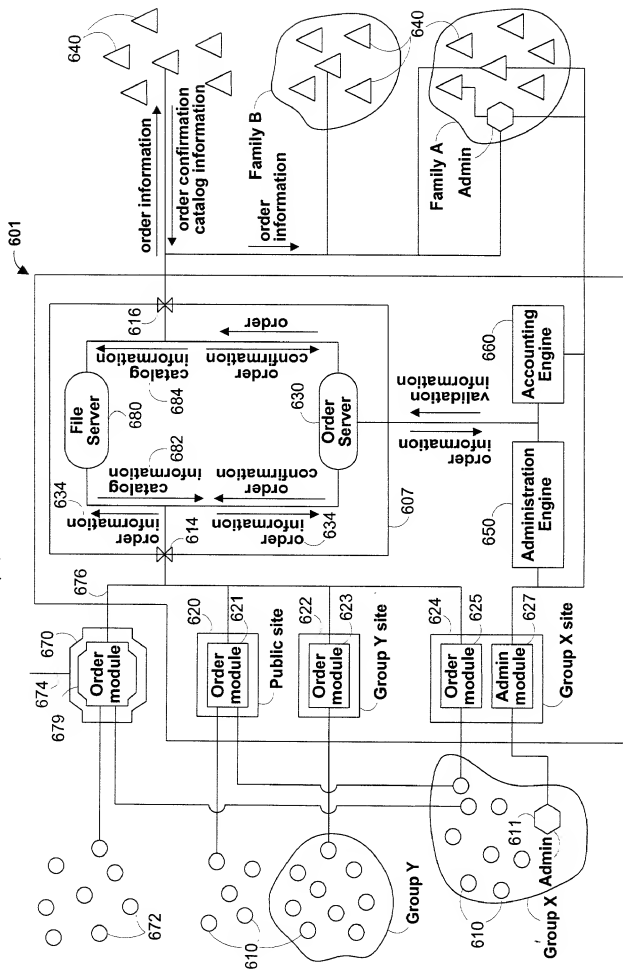 601
640
order information
order confirmation
catalog information
Family B
order
information
640
Family A
Admin
616
order
catalog
information
684
order
confirmation
File
Server
680
630
Order
Server
682
catalog
information
order
confirmation
634
order
information
614
order
information
634
607
validation
information
order
information
660
Accounting
Engine
650
Administration
Engine
676
670
674
679
Order
module
620
621
Order
module
Public site
622
623
Order
module
Group Y site
624
625
Order
module
627
Admin
module
Group X site
672
610
Group Y
610
611
Admin
Group X